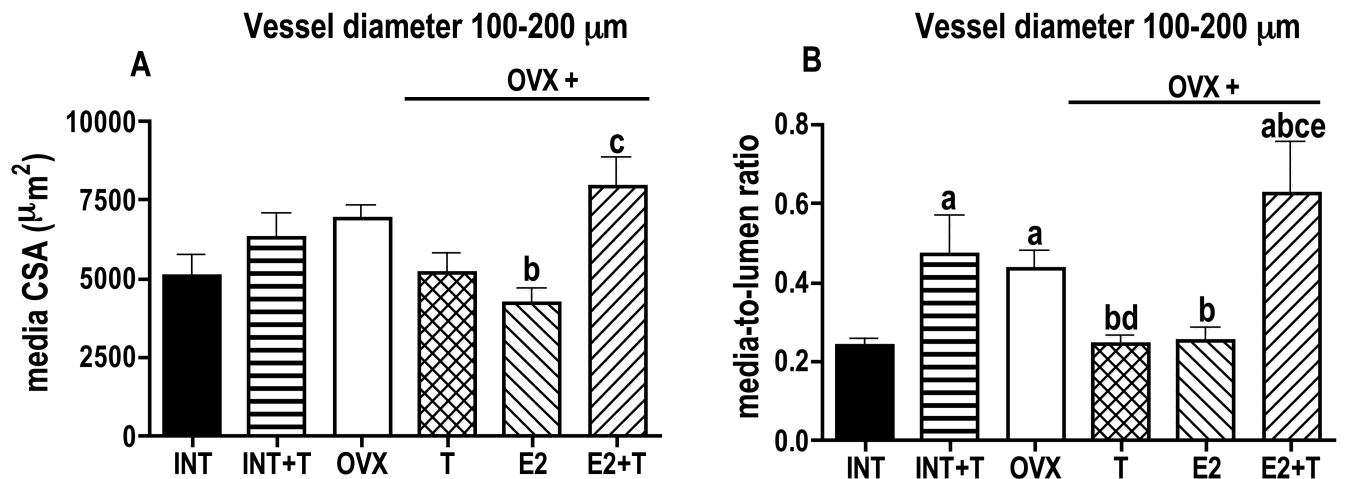 Vessel diameter 100-200 μm
A
OVX +
media CSA (μm²)
10000
7500
5000
2500
0
b
c
INT
INT+T
OVX
T
E2
E2+T
Vessel diameter 100-200 μm
B
OVX +
media-to-lumen ratio
0.8
0.6
0.4
0.2
0.0
a
a
bd
b
abce
INT
INT+T
OVX
T
E2
E2+T